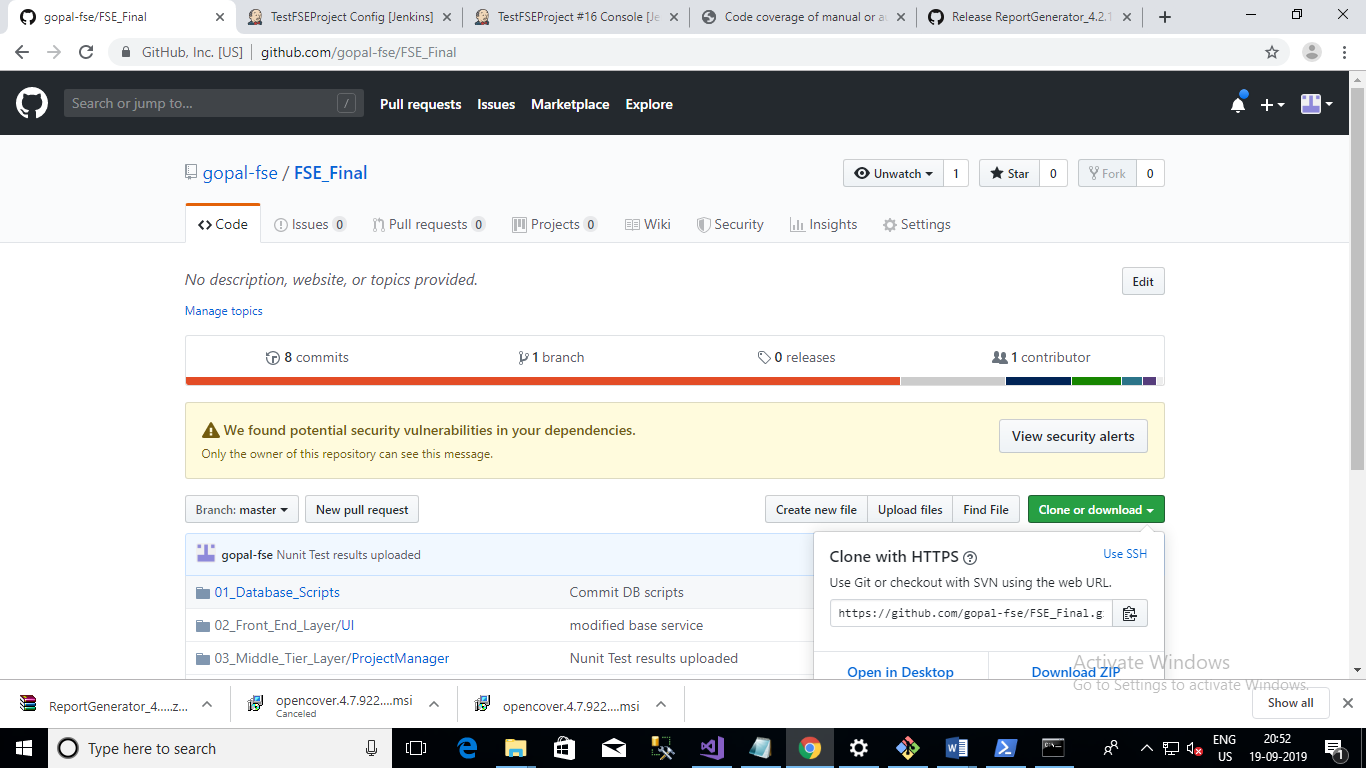 gopal-fse/FSE_Final
TestFSEProject Config [Jenkins]
TestFSEProject #16 Console [Je
Code coverage of manual or au
Release ReportGenerator_4.2.1
GitHub, Inc. [US] | github.com/gopal-fse/FSE_Final
Search or jump to... /
Pull requests Issues Marketplace Explore
gopal-fse / FSE_Final
Unwatch 1 Star 0 Fork 0
Code Issues 0 Pull requests 0 Projects 0 Wiki Security Insights Settings
No description, website, or topics provided.
Edit
Manage topics
8 commits 1 branch 0 releases 1 contributor
We found potential security vulnerabilities in your dependencies.
Only the owner of this repository can see this message.
View security alerts
Branch: master New pull request Create new file Upload files Find File Clone or download
gopal-fse Nunit Test results uploaded
01_Database_Scripts Commit DB scripts
02_Front_End_Layer/UI modified base service
03_Middle_Tier_Layer/ProjectManager Nunit Test results uploaded
Clone with HTTPS ?
Use SSH
Use Git or checkout with SVN using the web URL.
https://github.com/gopal-fse/FSE_Final.g
Open in Desktop Download ZIP
Activate Windows
Go to Settings to activate Windows.
ReportGenerator_4.....z...
opencover.4.7.922....msi
Canceled
opencover.4.7.922....msi
Show all
Type here to search
ENG
US
20:52
19-09-2019
1